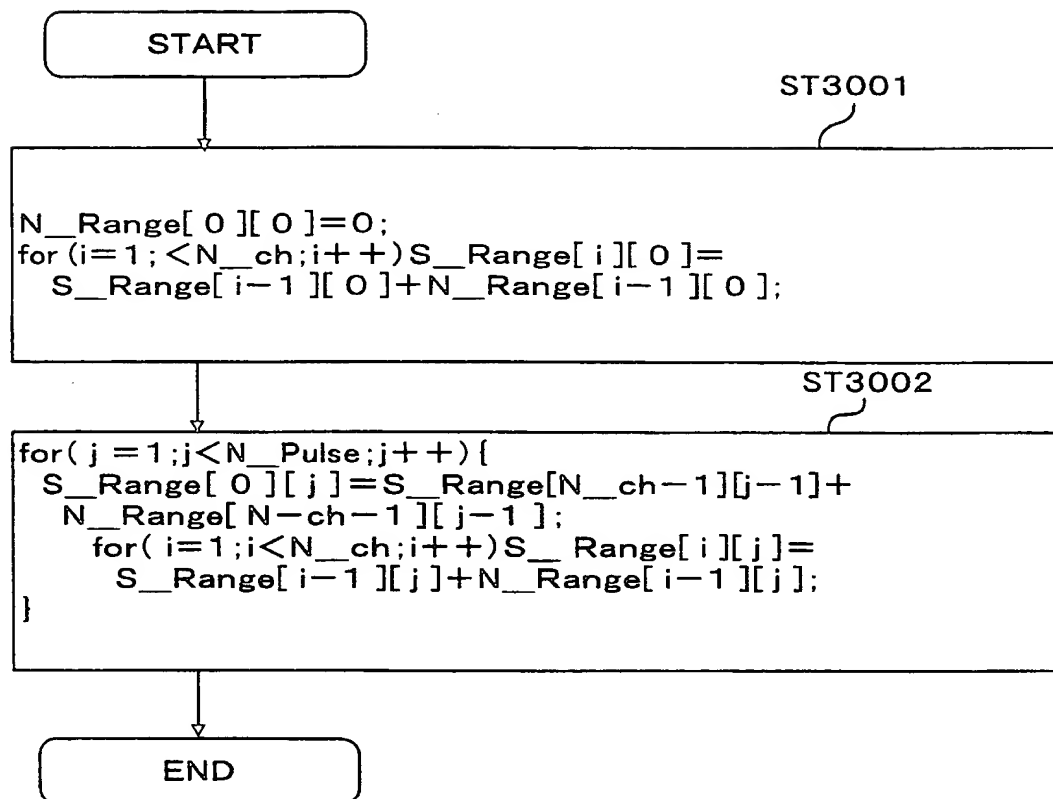 START
ST3001
N__Range[0][0]=0;
for(i=1;<N__ch;i++)S__Range[i][0]=
S__Range[i-1][0]+N__Range[i-1][0];
ST3002
for(j=1;j<N__Pulse;j++){
S__Range[0][j]=S__Range[N__ch-1][j-1]+
N__Range[N-ch-1][j-1];
for(i=1;i<N__ch;i++)S__Range[i][j]=
S__Range[i-1][j]+N__Range[i-1][j];
}
END